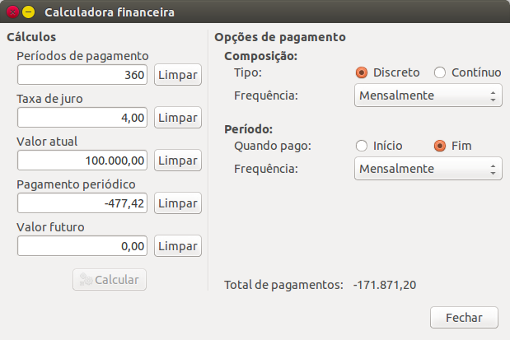 Calculadora financeira
Cálculos
Períodos de pagamento
360 Limpar
Taxa de juro
4,00 Limpar
Valor atual
100.000,00 Limpar
Pagamento periódico
-477,42 Limpar
Valor futuro
0,00 Limpar
Calcular
Opções de pagamento
Composição:
Tipo: Discreto Contínuo
Frequência: Mensalmente
Período:
Quando pago: Início Fim
Frequência: Mensalmente
Total de pagamentos: -171.871,20
Fechar